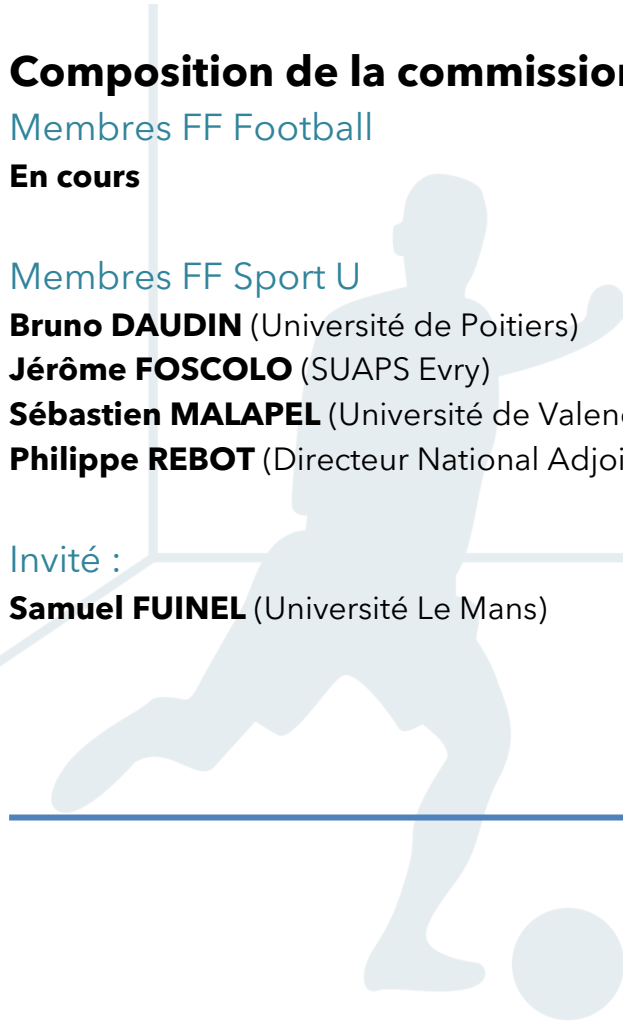 Composition de la commission
Membres FF Football
En cours
Membres FF Sport U
Bruno DAUDIN (Université de Poitiers)
Jérôme FOSCOLO (SUAPS Evry)
Sébastien MALAPEL (Université de
Philippe REBOT (Directeur National
Invité :
Samuel FUINEL (Université Le Mans)